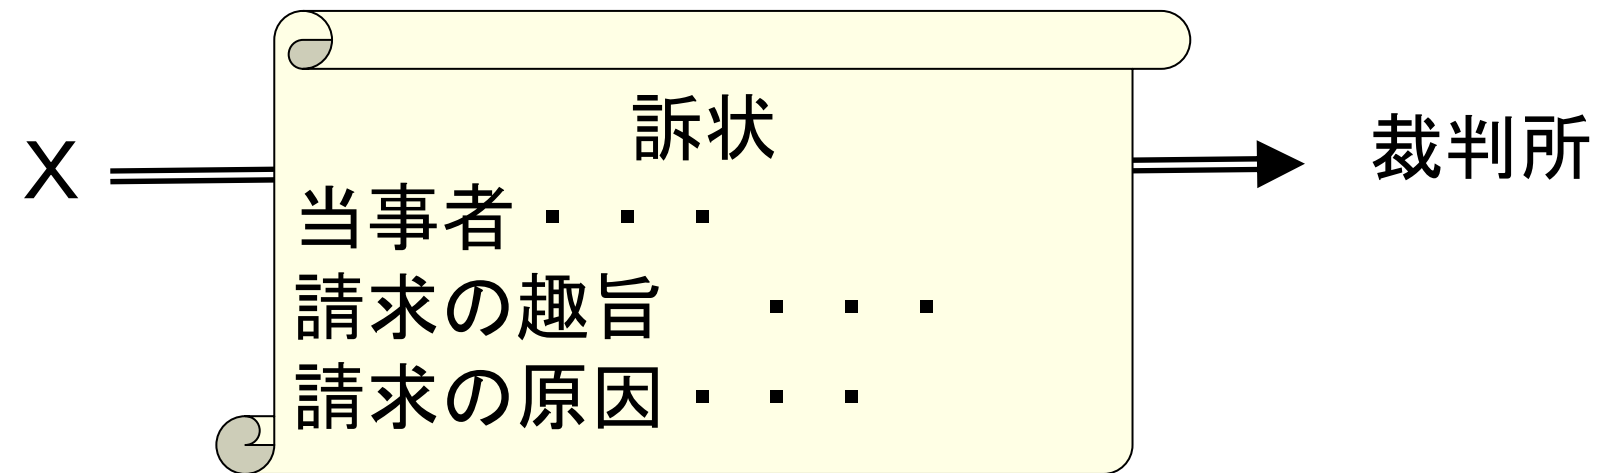 訴状
X
裁判所
当事者・・・
請求の趣旨　・・・
請求の原因・・・